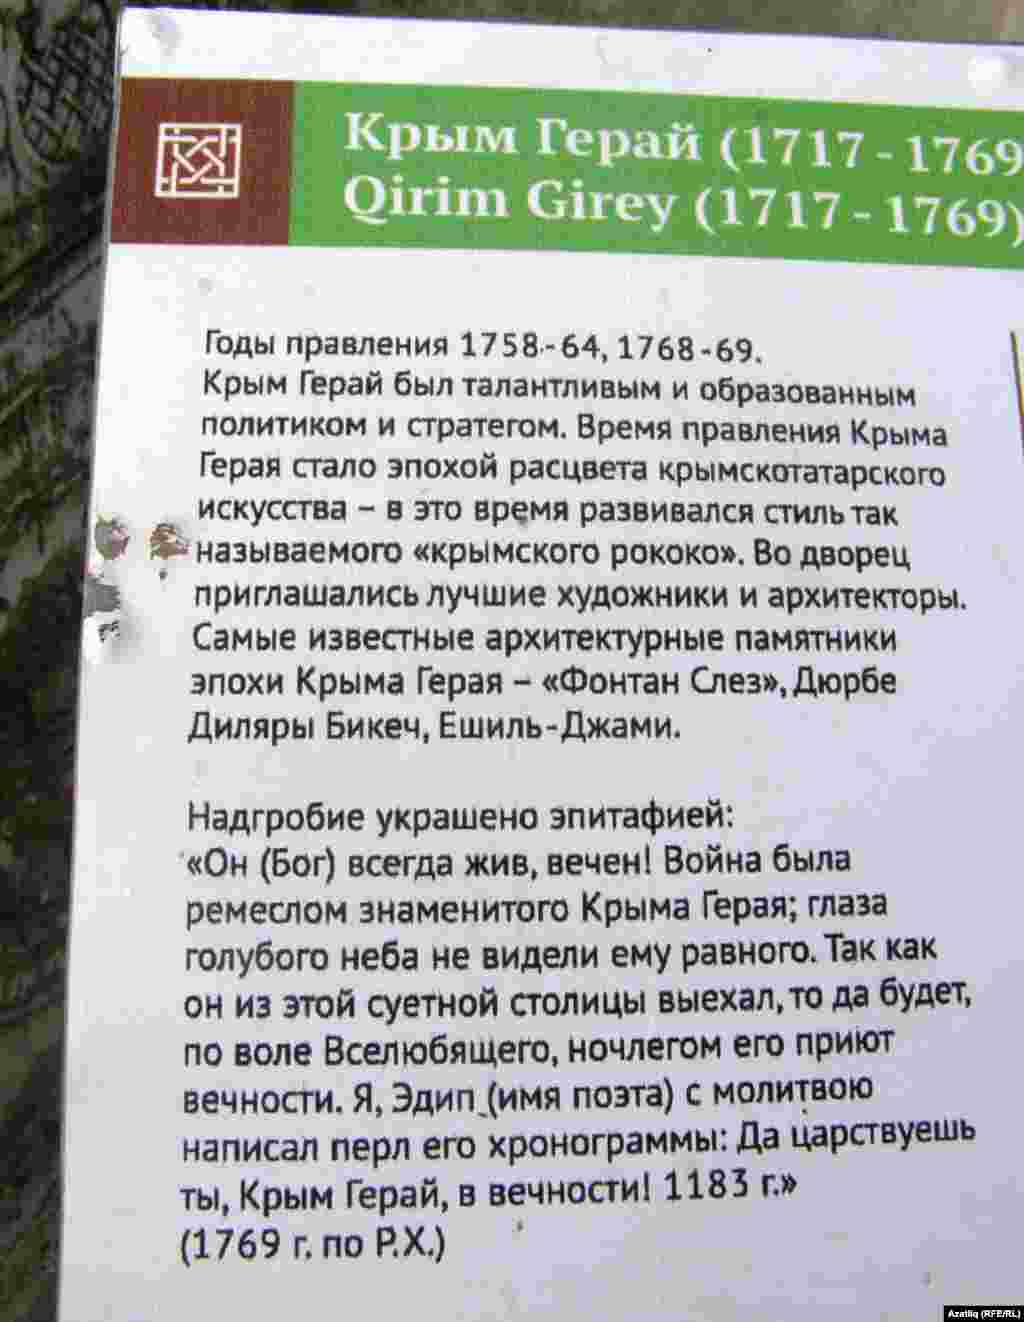 Крым Герай (1717 - 1769
Qirim Girey (1717 - 1769)
Годы правления 1758-64, 1768-69.
Крым Герай был талантливым и образованным
политиком и стратегом. Время правления Крыма
Герая стало эпохой расцвета крымскотатарского
искусства – в это время развивался стиль так
называемого «крымского рококо». Во дворец
приглашались лучшие художники и архитекторы.
Самые известные архитектурные памятники
эпохи Крыма Герая – «Фонтан Слез», Дюрбе
Диляры Бикеч, Ешиль-Джами.
Надгробие украшено эпитафией:
«Он (Бог) всегда жив, вечен! Война была
ремеслом знаменитого Крыма Герая; глаза
голубого неба не видели ему равного. Так как
он из этой суетной столицы выехал, то да будет,
по воле Вселюбящего, ночлегом его приют
вечности. Я, Эдип (имя поэта) с молитвою
написал перл его хронограммы: Да царствуешь
ты, Крым Герай, в вечности! 1183 г.»
(1769 г. по Р.Х.)
Azatliq (RFE/RL)